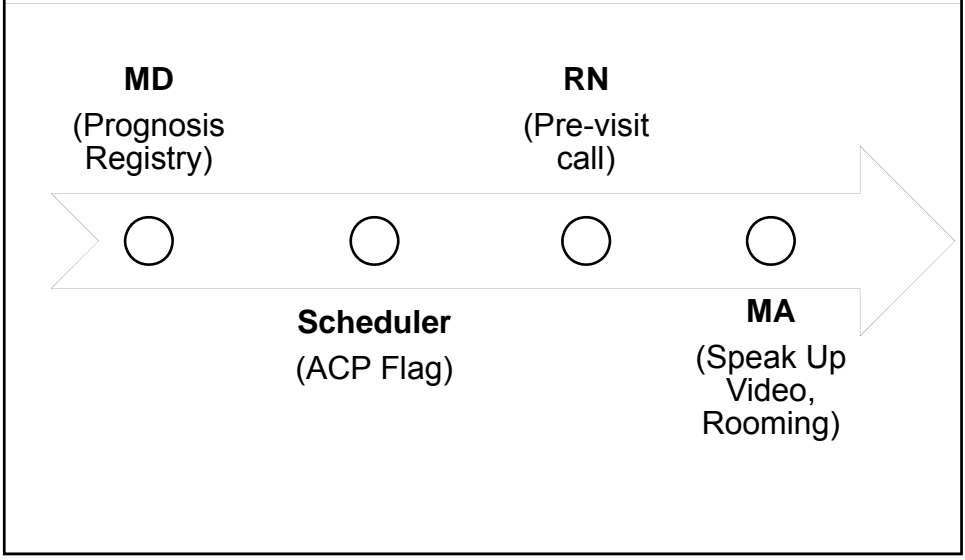 MD
(Prognosis
Registry)
Scheduler
(ACP Flag)
RN
(Pre-visit
call)
MA
(Speak Up
Video,
Rooming)